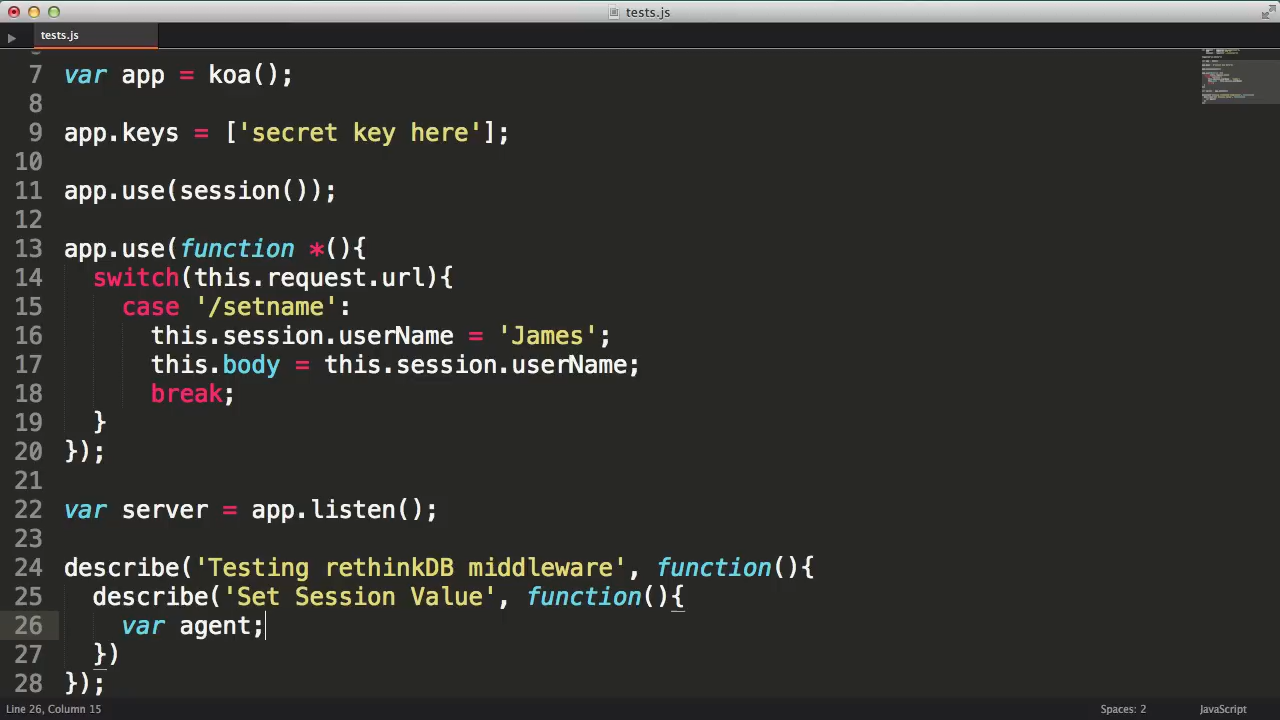 tests.js
tests.js
7 var app = koa();
8
9 app.keys = ['secret key here'];
10
11 app.use(session());
12
13 app.use(function *(){
14   switch(this.request.url){
15     case '/setname':
16       this.session.userName = 'James';
17       this.body = this.session.userName;
18       break;
19   }
20 });
21
22 var server = app.listen();
23
24 describe('Testing rethinkDB middleware', function(){
25   describe('Set Session Value', function(){
26     var agent;
27   })
28 });
Line 26, Column 15 Spaces: 2 JavaScript